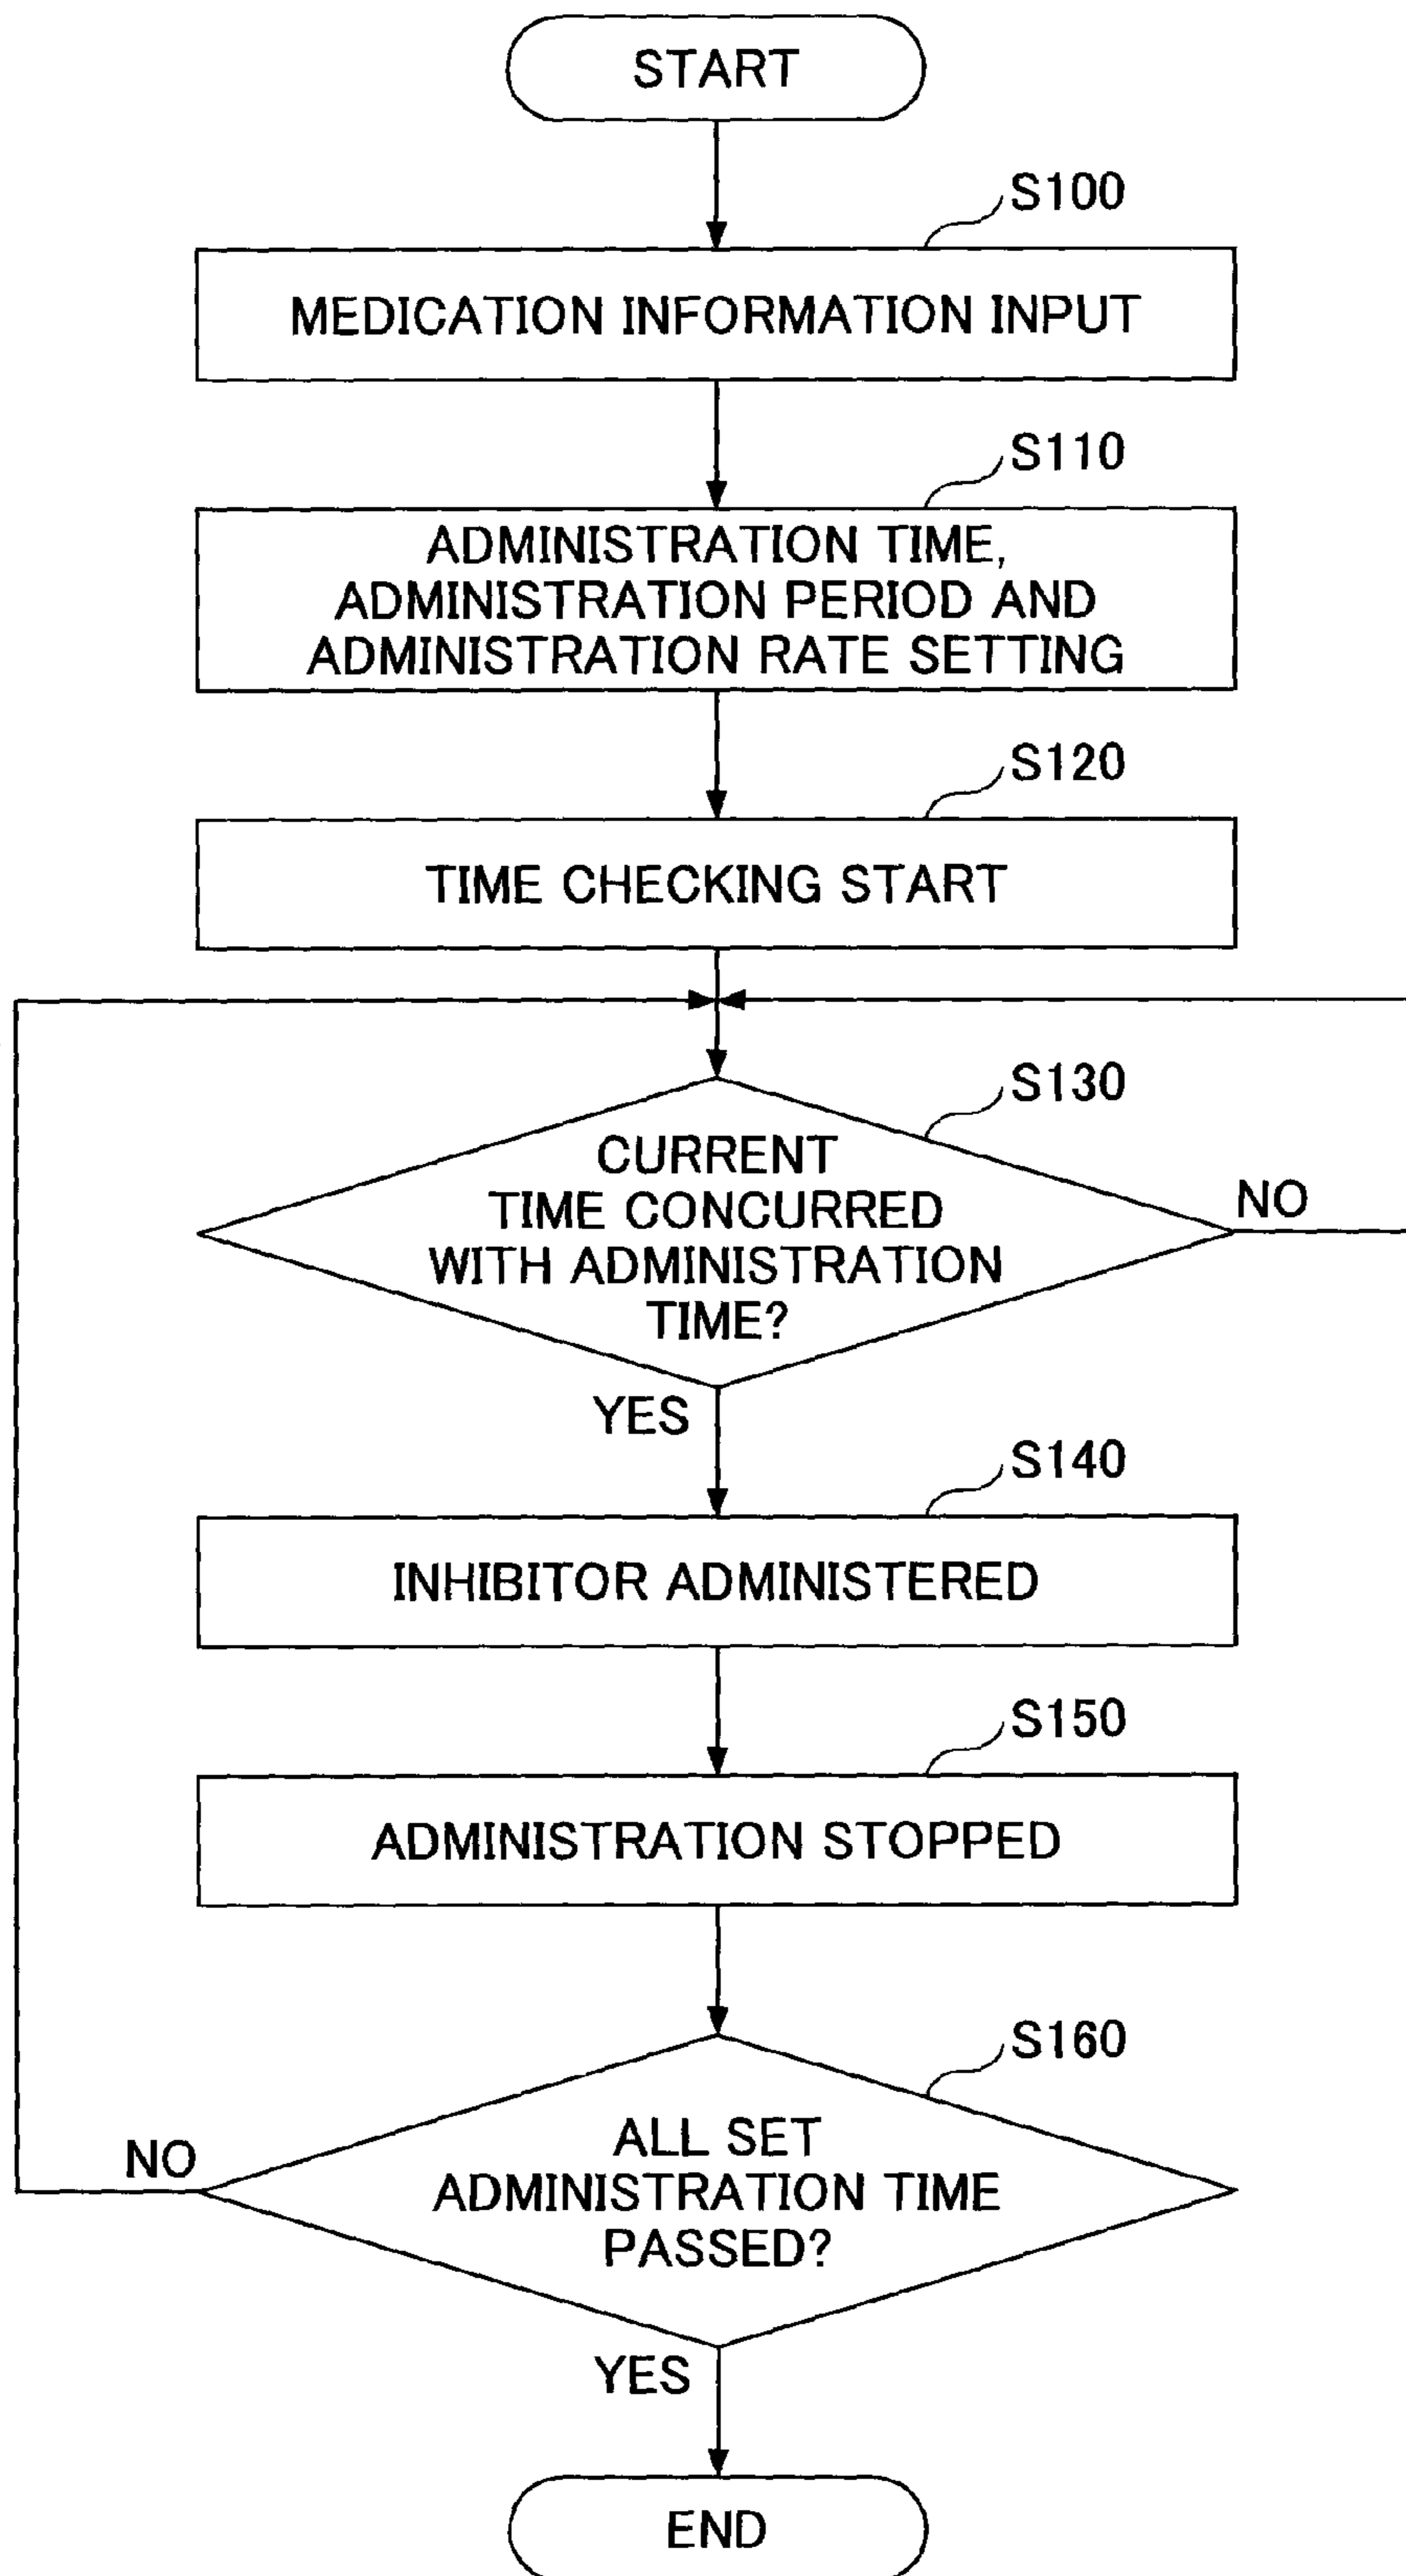 START
S100
MEDICATION INFORMATION INPUT
S110
ADMINISTRATION TIME,
ADMINISTRATION PERIOD AND
ADMINISTRATION RATE SETTING
S120
TIME CHECKING START
S130
CURRENT
TIME CONCURRED
WITH ADMINISTRATION
TIME?
NO
YES
S140
INHIBITOR ADMINISTERED
S150
ADMINISTRATION STOPPED
S160
ALL SET
ADMINISTRATION TIME
PASSED?
NO
YES
END